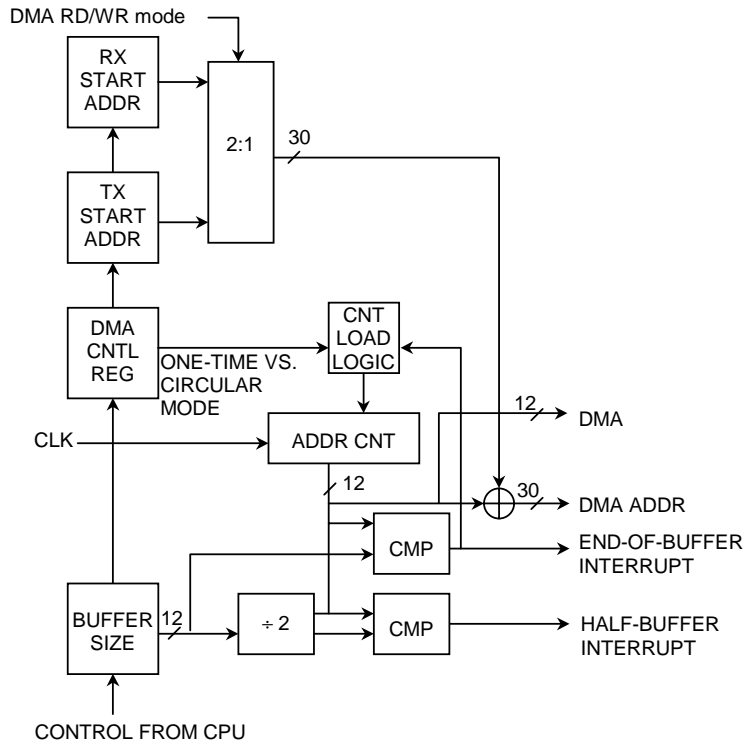 DMA RD/WR mode
RX
START
ADDR
2:1
30
TX
START
ADDR
DMA
CNTL
REG
ONE-TIME VS.
CIRCULAR
MODE
CNT
LOAD
LOGIC
12
DMA
CLK
ADDR CNT
12
30
DMA ADDR
CMP
END-OF-BUFFER
INTERRUPT
BUFFER
SIZE
12
÷ 2
CMP
HALF-BUFFER
INTERRUPT
CONTROL FROM CPU